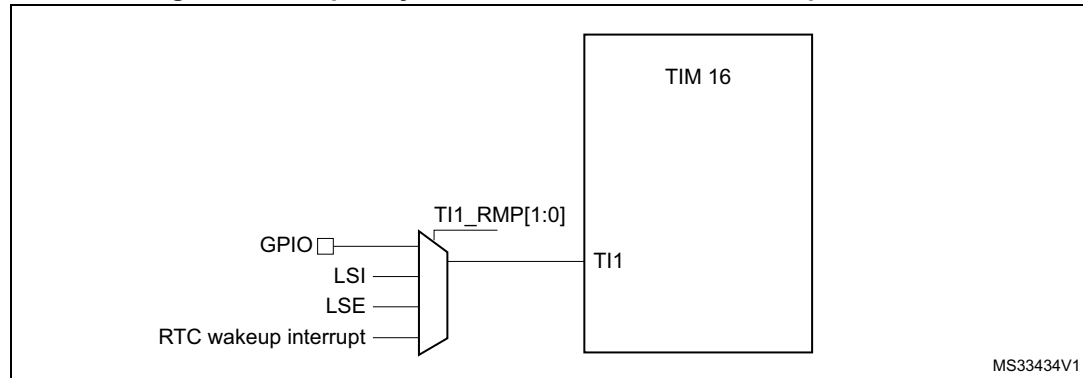 TIM 16
TI1_RMP[1:0]
GPIO
TI1
LSI
LSE
RTC wakeup interrupt
MS33434V1